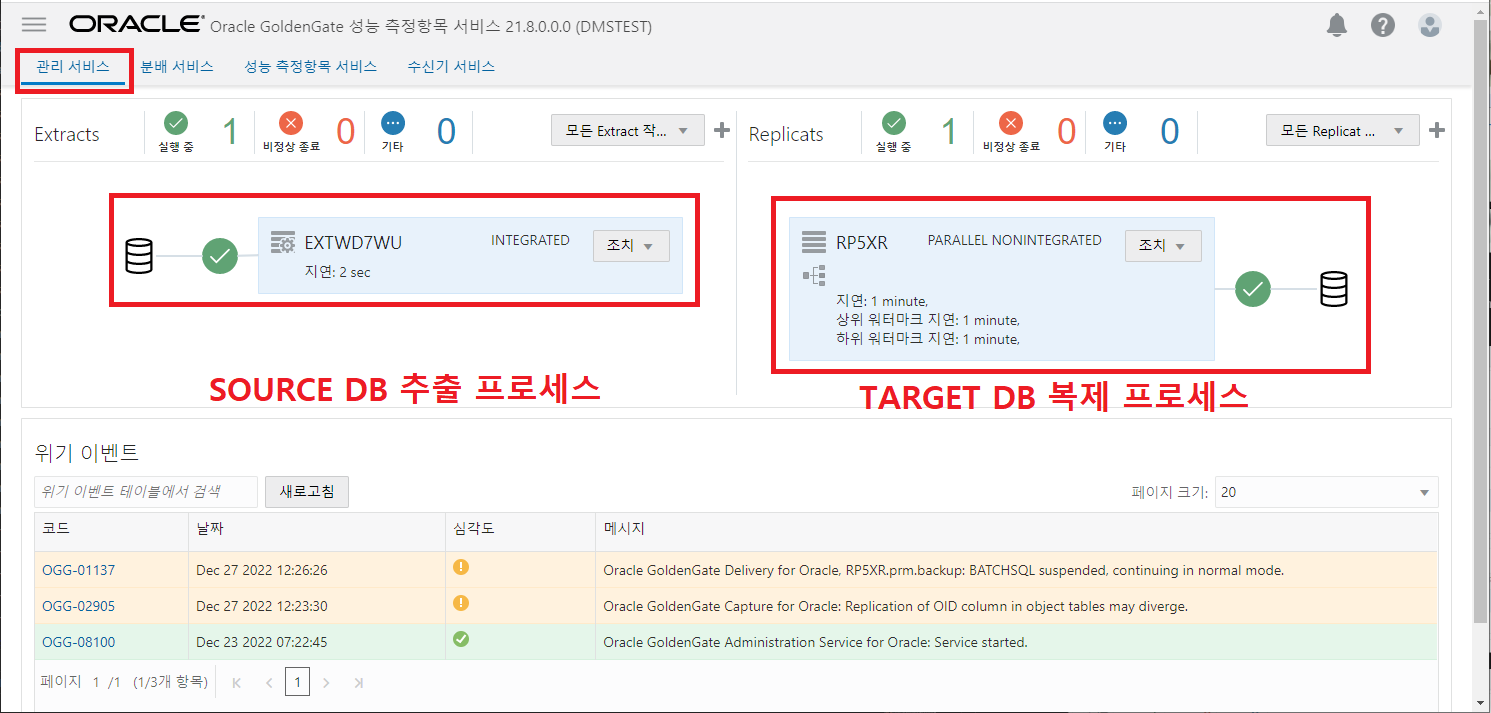 ORACLE Oracle GoldenGate 성능 측정항목 서비스 21.8.0.0.0 (DMSTEST)
관리 서비스 분배 서비스 성능 측정항목 서비스 수신기 서비스
Extracts 실행 중 1 비정상 종료 0 기타 0 모든 Extract 작...
Replicats 실행 중 1 비정상 종료 0 기타 0 모든 Replicat ...
EXTWD7WU INTEGRATED 조치
지연: 2 sec
RP5XR PARALLEL NONINTEGRATED 조치
지연: 1 minute,
상위 워터마크 지연: 1 minute,
하위 워터마크 지연: 1 minute,
SOURCE DB 추출 프로세스
TARGET DB 복제 프로세스
위기 이벤트
위기 이벤트 테이블에서 검색 새로고침 페이지 크기: 20
코드 날짜 심각도 메시지
OGG-01137 Dec 27 2022 12:26:26 Oracle GoldenGate Delivery for Oracle, RP5XR.prm.backup: BATCHSQL suspended, continuing in normal mode.
OGG-02905 Dec 27 2022 12:23:30 Oracle GoldenGate Capture for Oracle: Replication of OID column in object tables may diverge.
OGG-08100 Dec 23 2022 07:22:45 Oracle GoldenGate Administration Service for Oracle: Service started.
페이지 1 /1 (1/3개 항목) 1